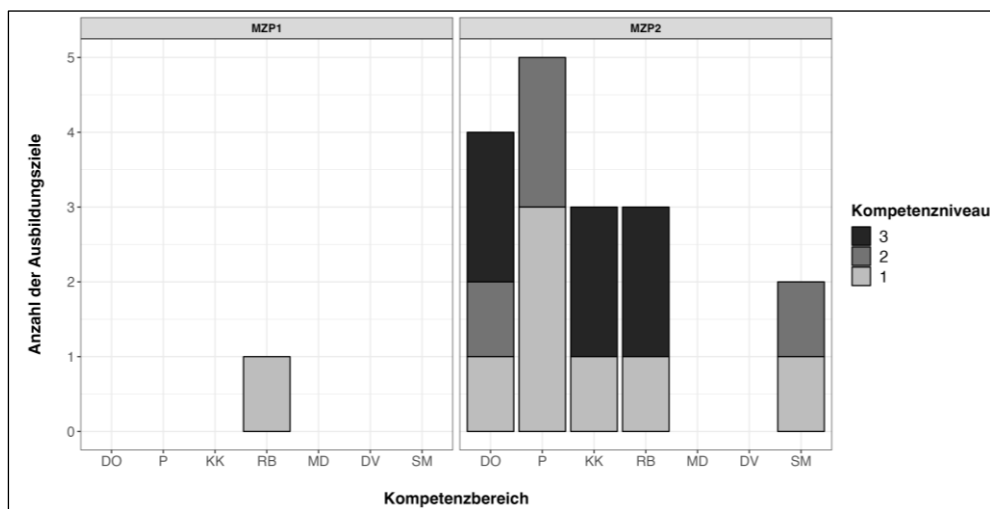 MZP1
MZP2
Anzahl der Ausbildungsziele
5
4
3
2
1
0
DO P KK RB MD DV SM
DO P KK RB MD DV SM
Kompetenzbereich
Kompetenzniveau
3
2
1